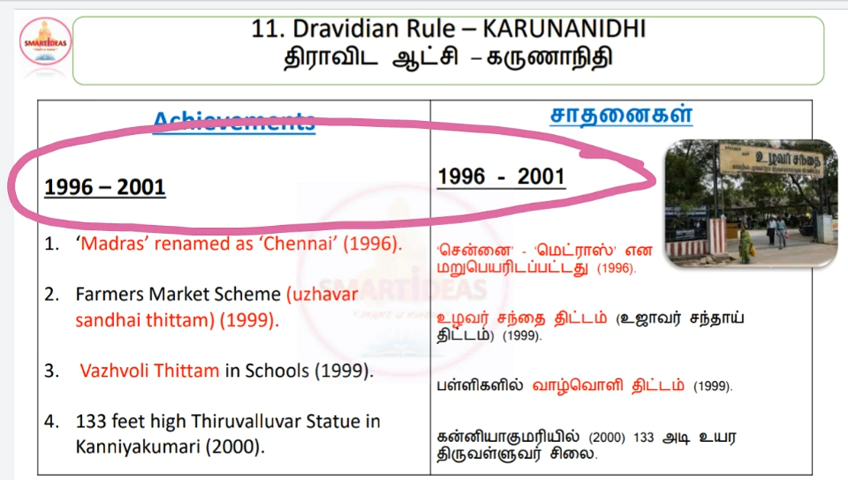 11. Dravidian Rule – KARUNANIDHI
திராவிட ஆட்சி – கருணாநிதி
SMARTIDEAS
Achievements
1996 – 2001
1. ‘Madras’ renamed as ‘Chennai’ (1996).
2. Farmers Market Scheme (uzhavar
sandhai thittam) (1999).
3. Vazhvoli Thittam in Schools (1999).
4. 133 feet high Thiruvalluvar Statue in
Kanniyakumari (2000).
சாதனைகள்
1996 - 2001
‘சென்னை’ - ‘மெட்ராஸ்’ என
மறுபெயரிடப்பட்டது (1996).
உழவர் சந்தை திட்டம் (உஜாவர் சந்தாய்
திட்டம்) (1999).
பள்ளிகளில் வாழ்வொளி திட்டம் (1999).
கன்னியாகுமரியில் (2000) 133 அடி உயர
திருவள்ளுவர் சிலை.
உழவர் சந்தை
SMARTIDEAS